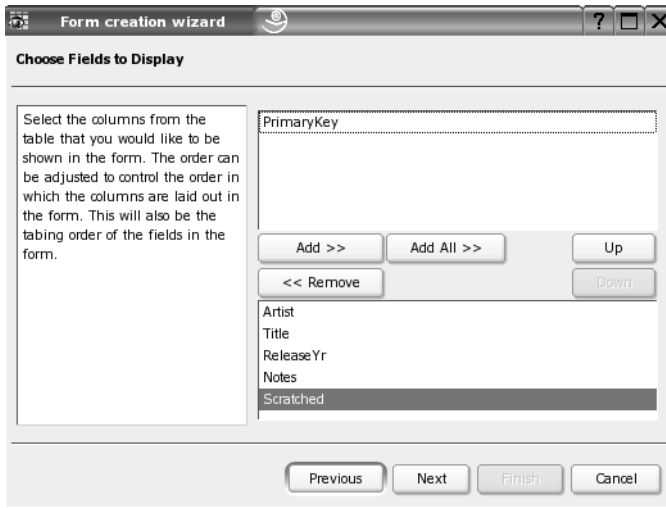 Form creation wizard
Choose Fields to Display
Select the columns from the
table that you would like to be
shown in the form. The order can
be adjusted to control the order in
which the columns are laid out in
the form. This will also be the
tabing order of the fields in the
form.
PrimaryKey
Add >> Add All >> Up
<< Remove Down
Artist
Title
ReleaseYr
Notes
Scratched
Previous Next Finish Cancel